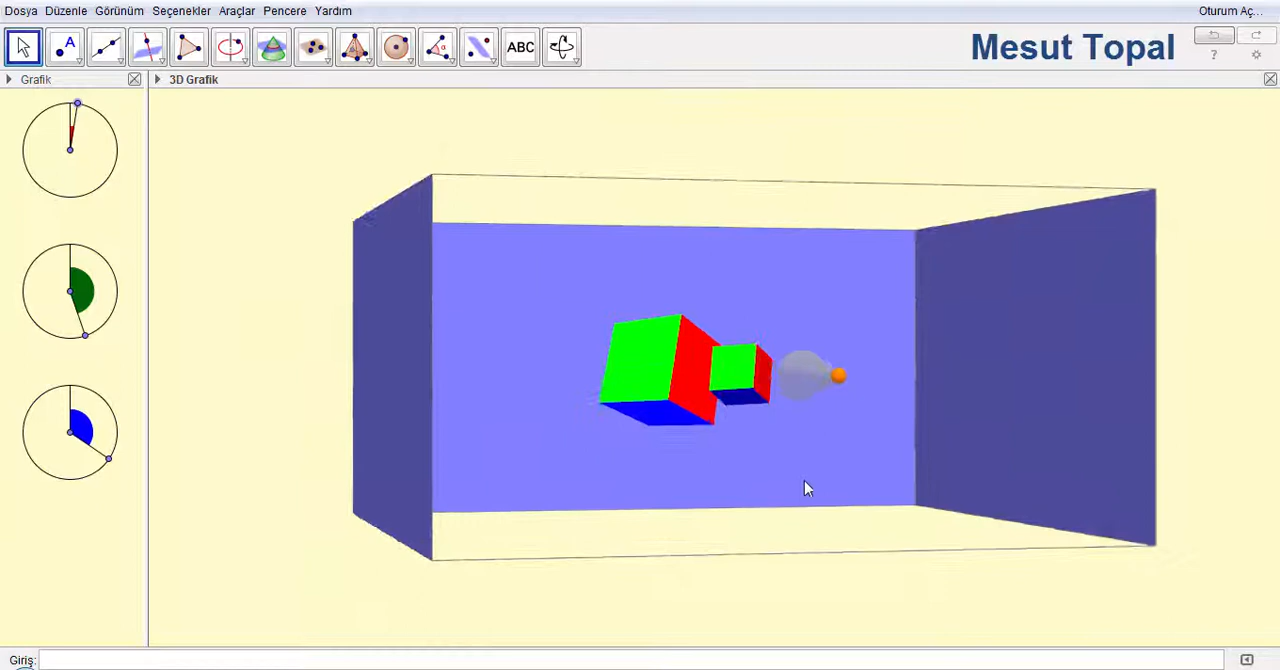 Dosya Düzenle Görünüm Seçenekler Araçlar Pencere Yardım Oturum Aç...
ABC Mesut Topal ?
Grafik 3D Grafik
Giriş: